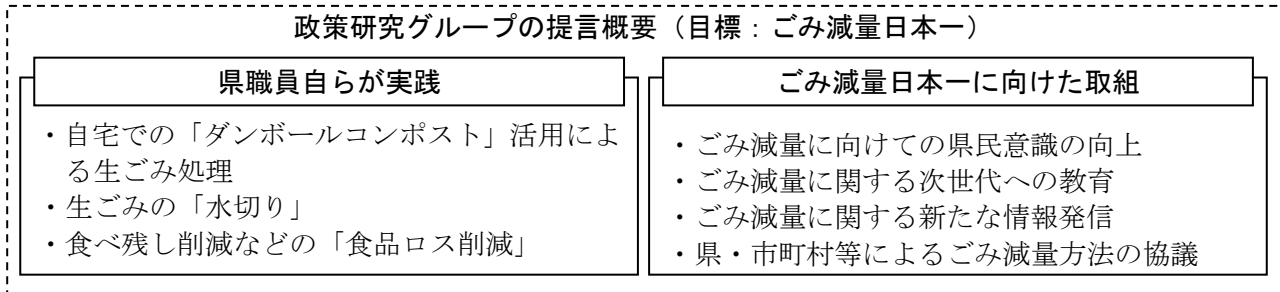 政策研究グループの提言概要（目標：ごみ減量日本一）
県職員自らが実践
・自宅での「ダンボールコンポスト」活用によ
る生ごみ処理
・生ごみの「水切り」
・食べ残し削減などの「食品ロス削減」
ごみ減量日本一に向けた取組
・ごみ減量に向けての県民意識の向上
・ごみ減量に関する次世代への教育
・ごみ減量に関する新たな情報発信
・県・市町村等によるごみ減量方法の協議